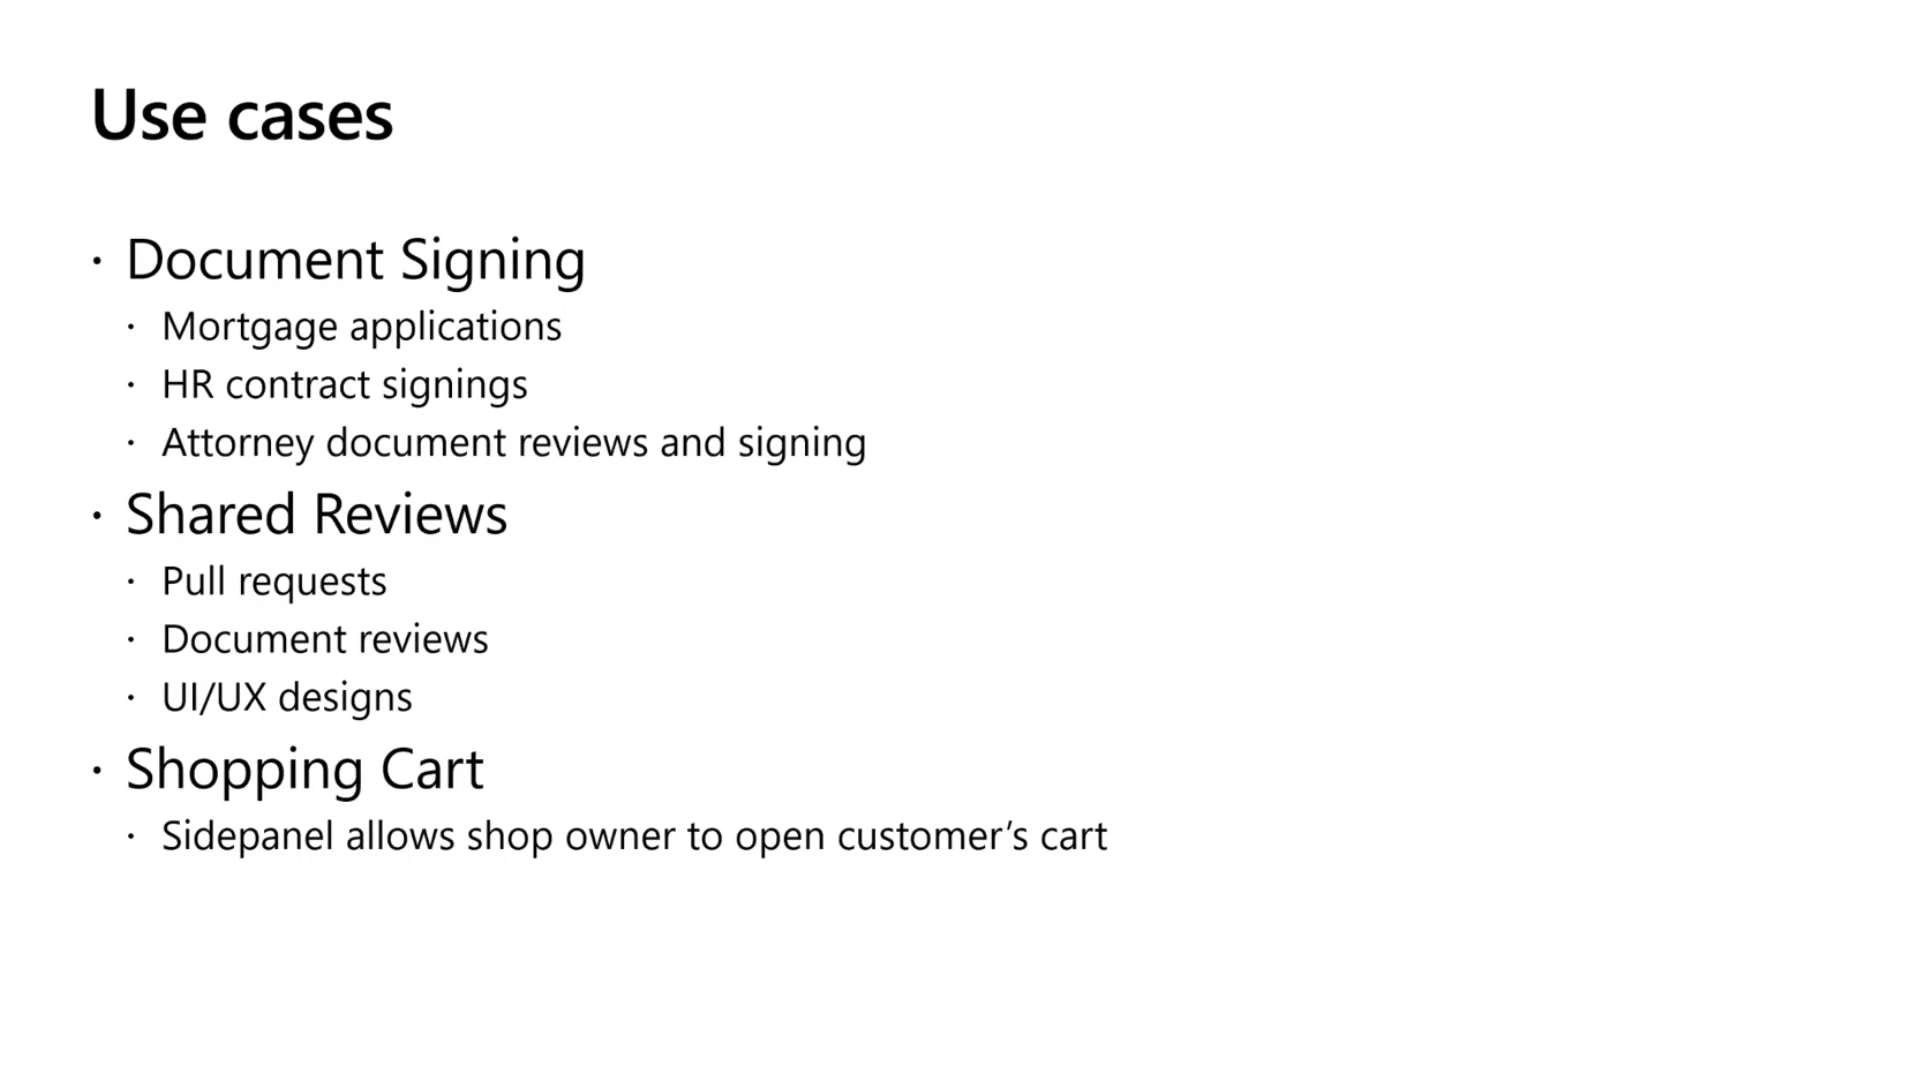 Use cases
· Document Signing
· Mortgage applications
· HR contract signings
· Attorney document reviews and signing
· Shared Reviews
· Pull requests
· Document reviews
· UI/UX designs
· Shopping Cart
· Sidepanel allows shop owner to open customer’s cart